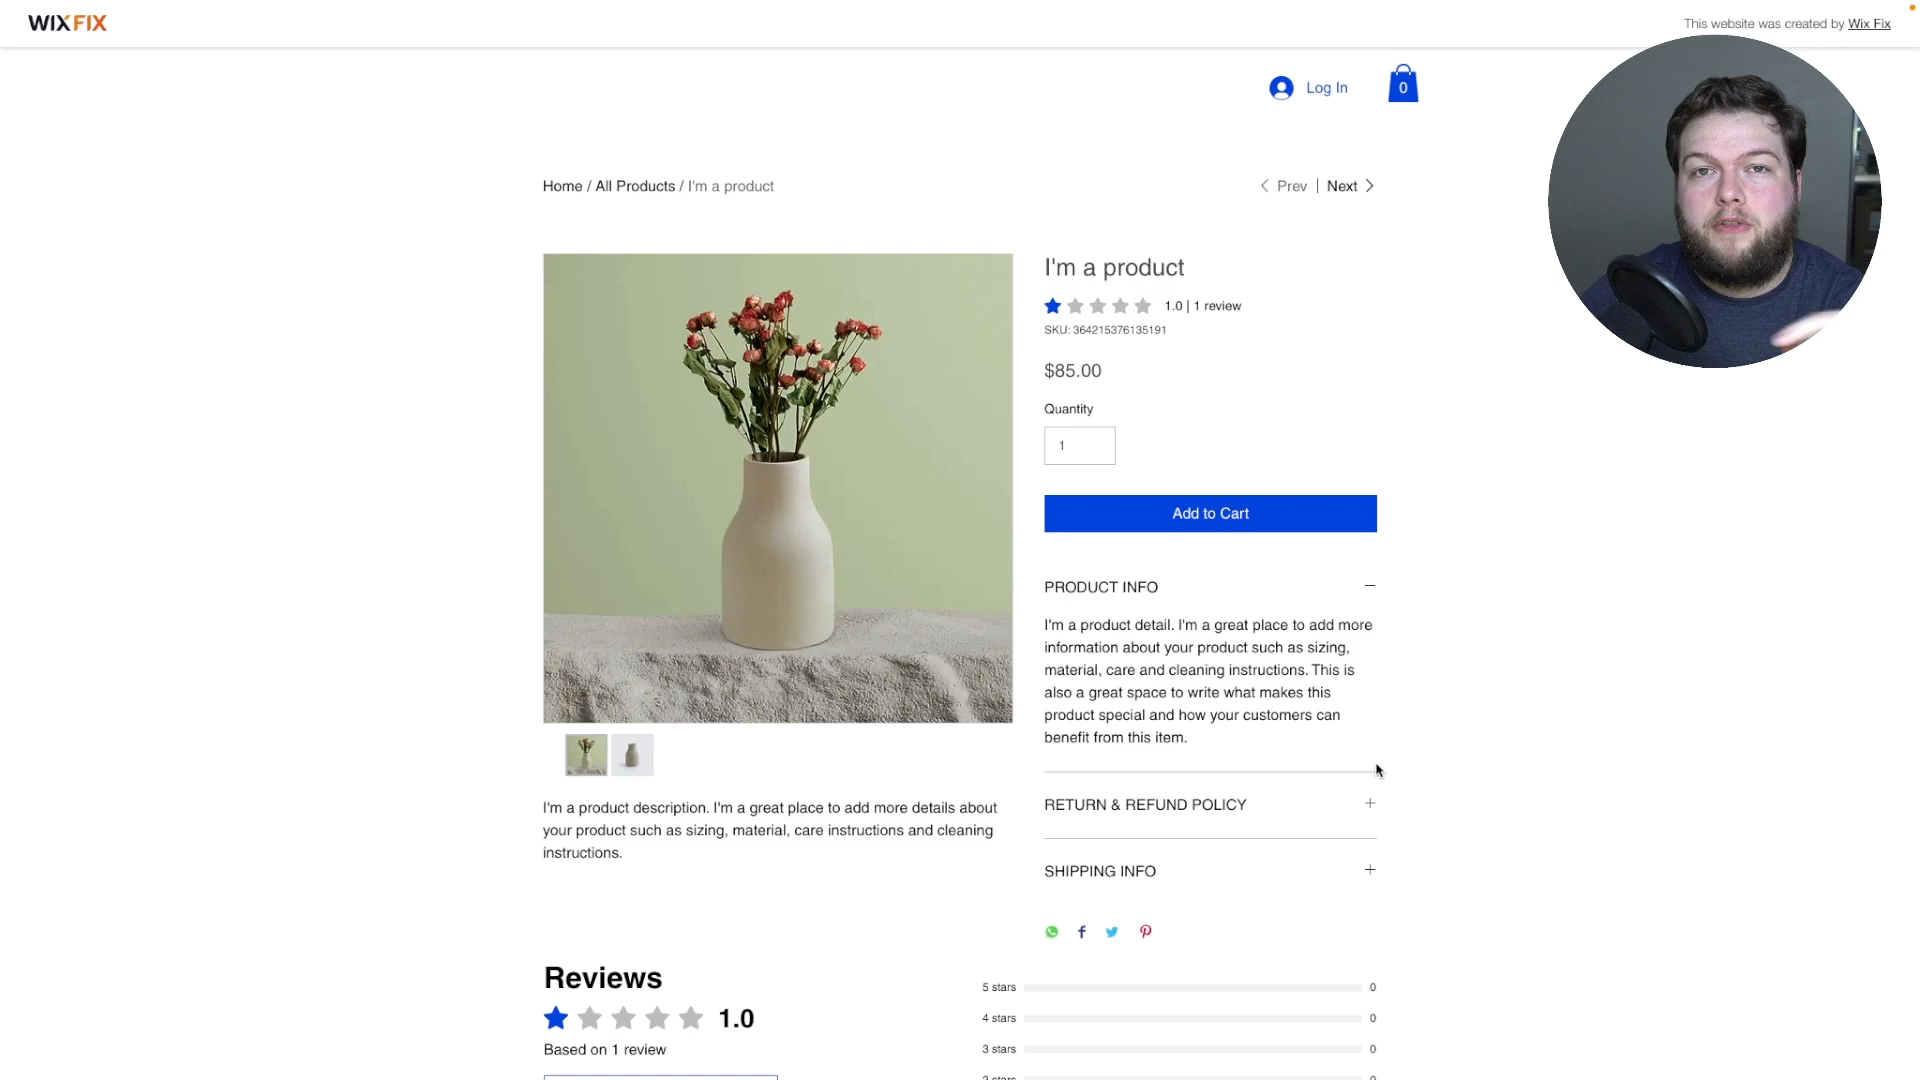 WIXFIX
This website was created by Wix Fix
Log In
0
Home / All Products / I'm a product
Prev | Next
I'm a product
1.0 | 1 review
SKU: 364215376135191
$85.00
Quantity
1
Add to Cart
PRODUCT INFO
I'm a product detail. I'm a great place to add more
information about your product such as sizing,
material, care and cleaning instructions. This is
also a great space to write what makes this
product special and how your customers can
benefit from this item.
RETURN & REFUND POLICY
SHIPPING INFO
I'm a product description. I'm a great place to add more details about
your product such as sizing, material, care instructions and cleaning
instructions.
Reviews
1.0
Based on 1 review
5 stars 0
4 stars 0
3 stars 0